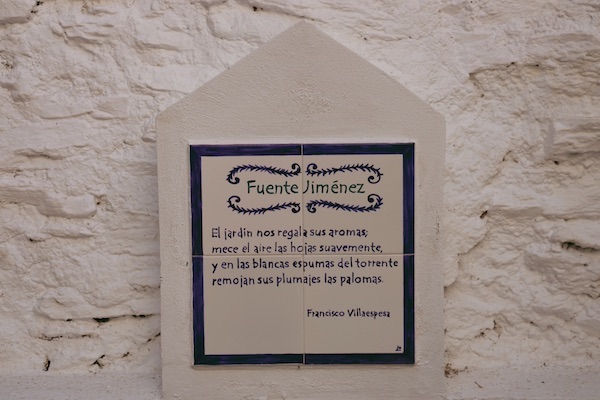 Fuente Jiménez
El jardín nos regala sus aromas;
mece el aire las hojas suavemente,
y en las blancas espumas del torrente
remojan sus plumajes las palomas.
Francisco Villaespesa